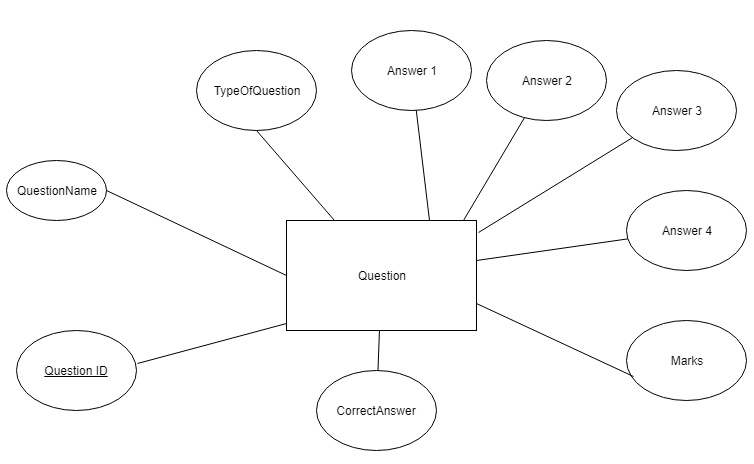 Answer 1
Answer 2
TypeOfQuestion
Answer 3
QuestionName
Answer 4
Question
Marks
Question ID
CorrectAnswer